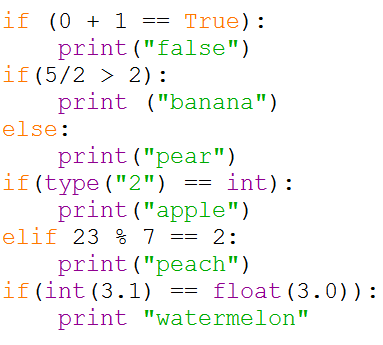 if (0 + 1 == True):
    print("false")
if(5/2 > 2):
    print ("banana")
else:
    print("pear")
if(type("2") == int):
    print("apple")
elif 23 % 7 == 2:
    print("peach")
if(int(3.1) == float(3.0)):
    print "watermelon"